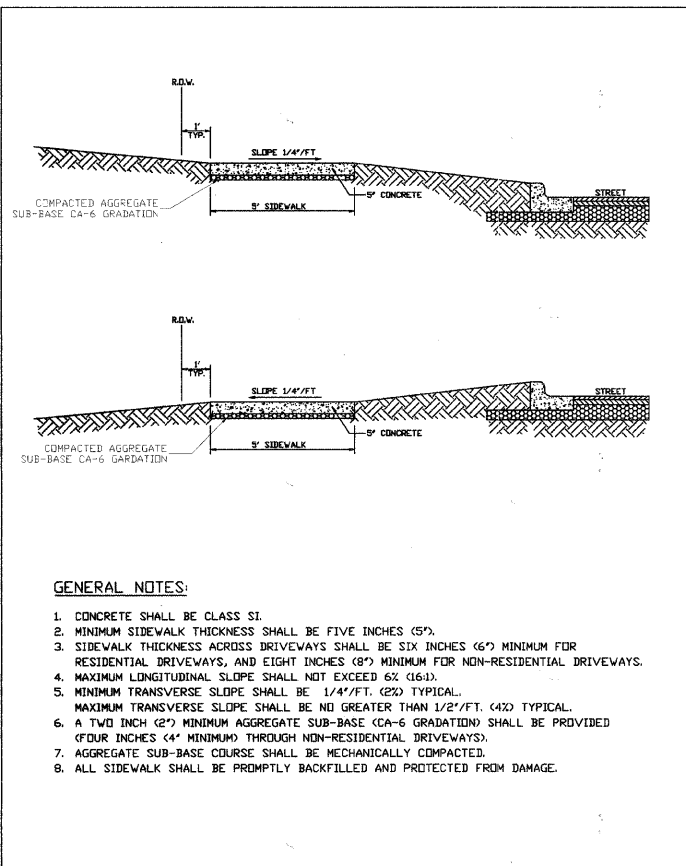 R.O.W.
1'
TYP.
SLOPE 1/4"/FT
STREET
COMPACTED AGGREGATE
SUB-BASE CA-6 GRADATION
5" CONCRETE
5' SIDEWALK
R.O.W.
1'
TYP.
SLOPE 1/4"/FT
STREET
5" CONCRETE
COMPACTED AGGREGATE
SUB-BASE CA-6 GARDATION
5' SIDEWALK
GENERAL NOTES:
1. CONCRETE SHALL BE CLASS SI.
2. MINIMUM SIDEWALK THICKNESS SHALL BE FIVE INCHES (5").
3. SIDEWALK THICKNESS ACROSS DRIVEWAYS SHALL BE SIX INCHES (6") MINIMUM FOR
RESIDENTIAL DRIVEWAYS, AND EIGHT INCHES (8") MINIMUM FOR NON-RESIDENTIAL DRIVEWAYS.
4. MAXIMUM LONGITUDINAL SLOPE SHALL NOT EXCEED 6% (16:1).
5. MINIMUM TRANSVERSE SLOPE SHALL BE 1/4"/FT. (2%) TYPICAL.
MAXIMUM TRANSVERSE SLOPE SHALL BE NO GREATER THAN 1/2"/FT. (4%) TYPICAL.
6. A TWO INCH (2") MINIMUM AGGREGATE SUB-BASE (CA-6 GRADATION) SHALL BE PROVIDED
(FOUR INCHES (4" MINIMUM) THROUGH NON-RESIDENTIAL DRIVEWAYS).
7. AGGREGATE SUB-BASE COURSE SHALL BE MECHANICALLY COMPACTED.
8. ALL SIDEWALK SHALL BE PROMPTLY BACKFILLED AND PROTECTED FROM DAMAGE.